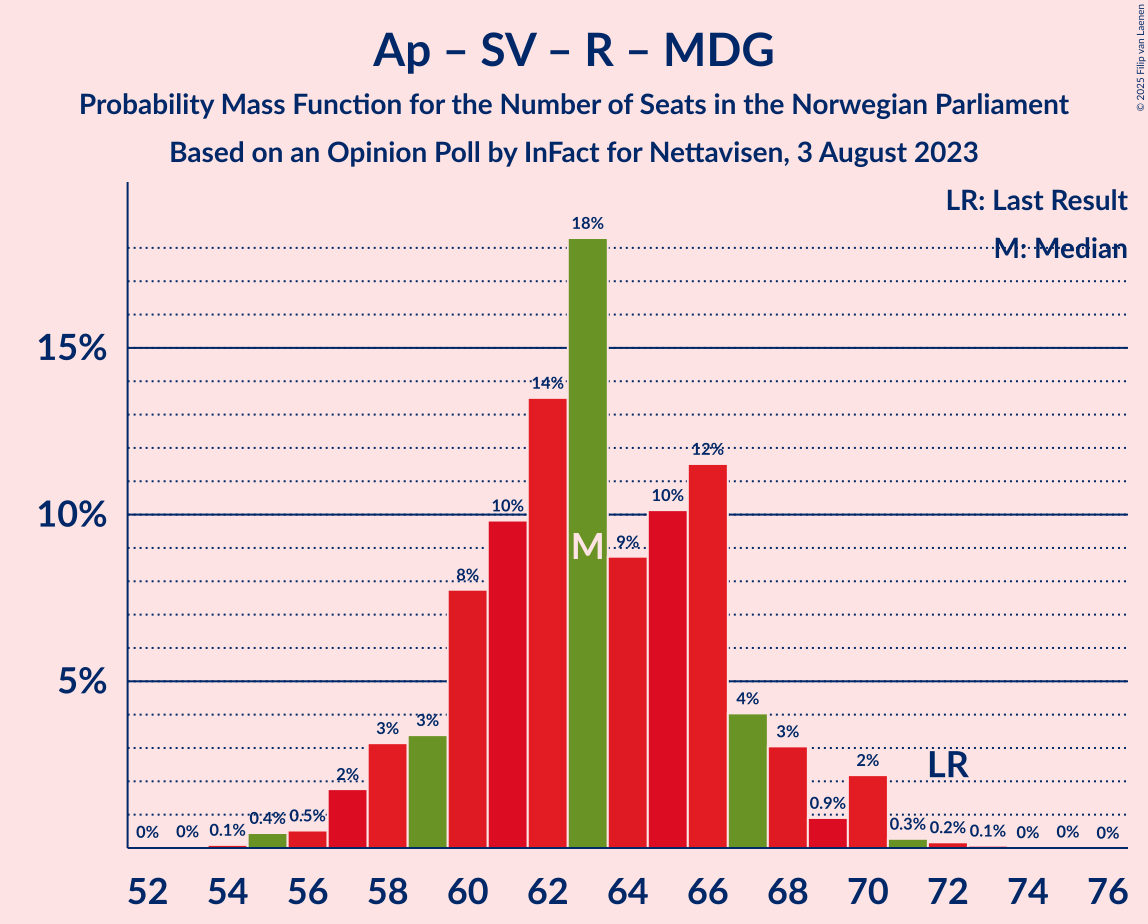 Ap – SV – R – MDG
Probability Mass Function for the Number of Seats in the Norwegian Parliament
Based on an Opinion Poll by InFact for Nettavisen, 3 August 2023
© 2025 Filip van Laenen
LR: Last Result
M: Median
15%
10%
5%
0% 0% 0.1% 0.4% 0.5% 2% 3% 3% 8% 10% 14% 18% 9% 10% 12% 4% 3% 0.9% 2% 0.3% 0.2% 0.1% 0% 0% 0%
M
LR
52 54 56 58 60 62 64 66 68 70 72 74 76